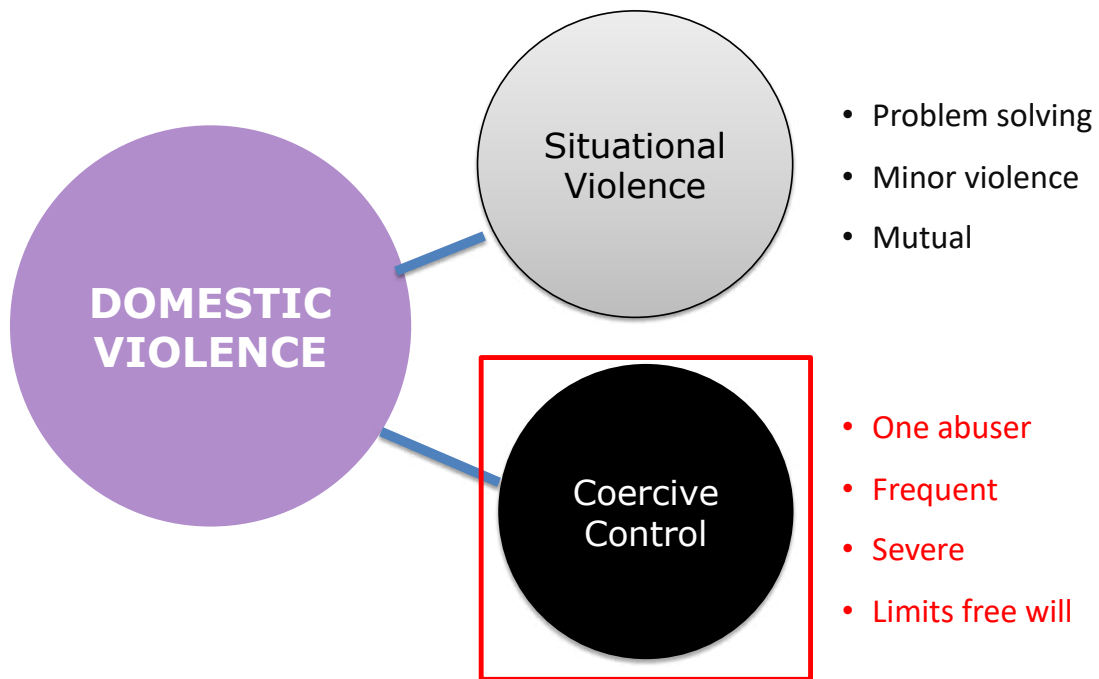 DOMESTIC
VIOLENCE
Situational
Violence
• Problem solving
• Minor violence
• Mutual
Coercive
Control
• One abuser
• Frequent
• Severe
• Limits free will